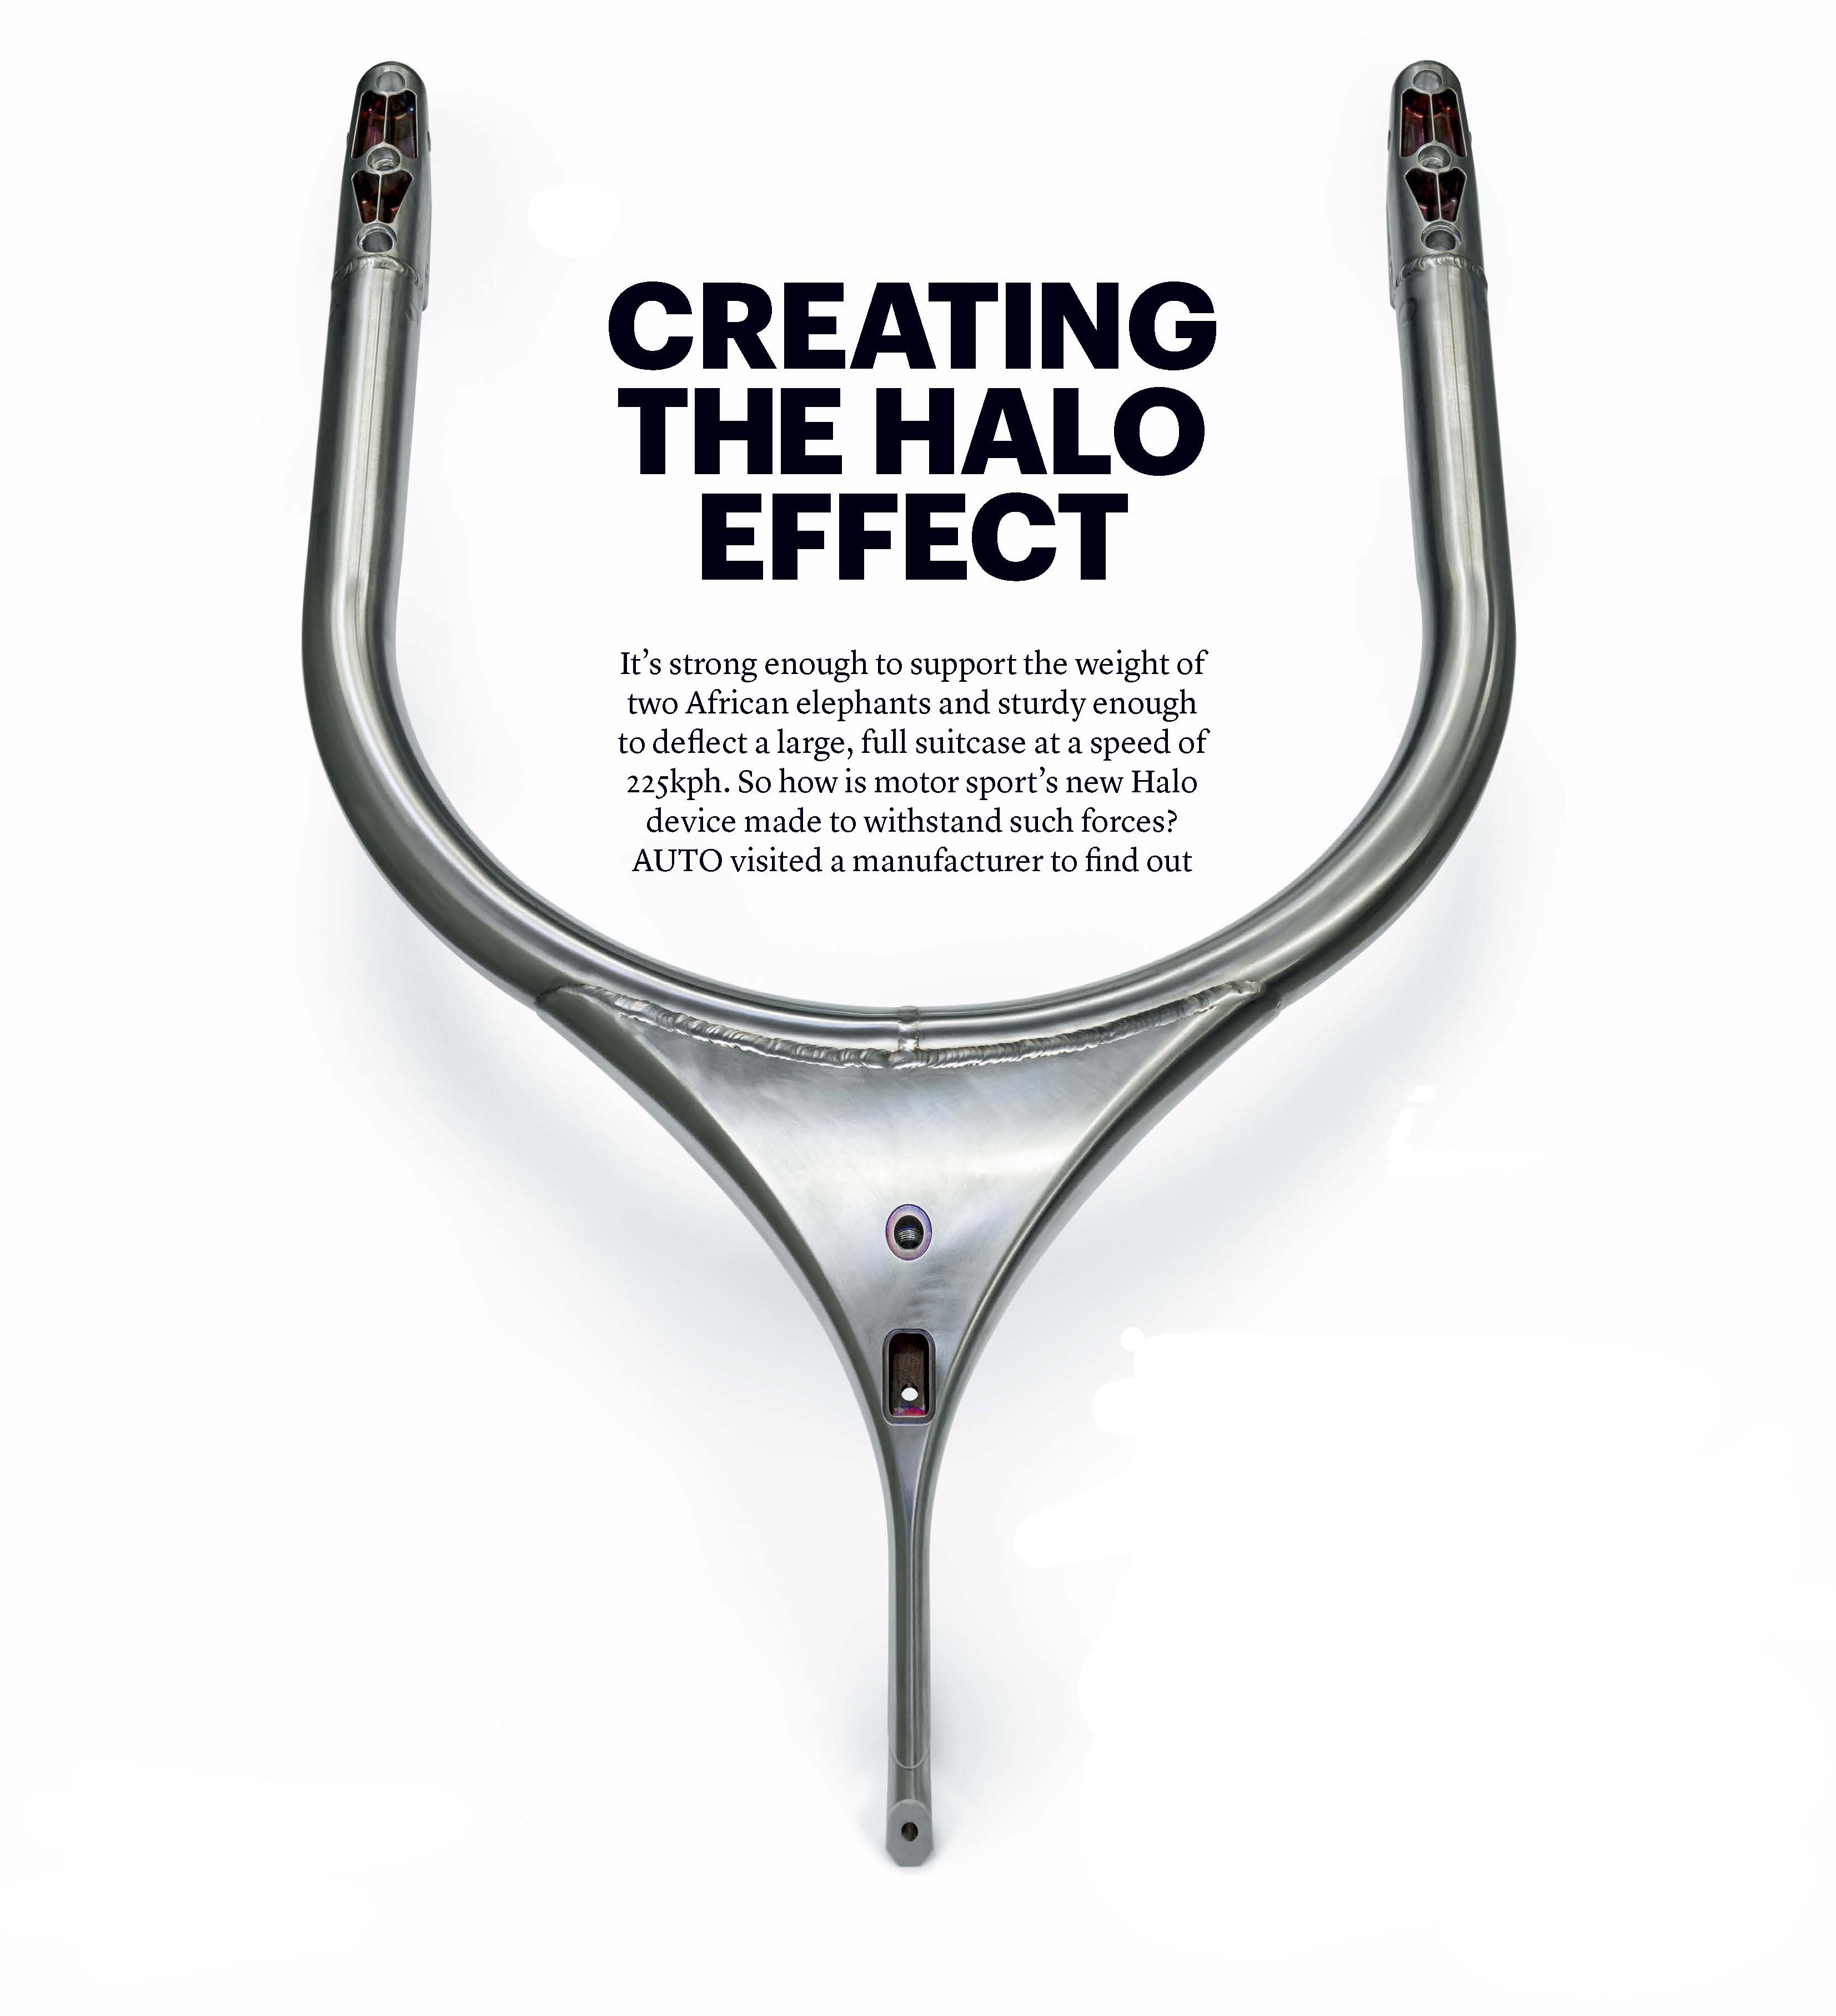 CREATING
THE HALO
EFFECT
It’s strong enough to support the weight of
two African elephants and sturdy enough
to deflect a large, full suitcase at a speed of
225kph. So how is motor sport’s new Halo
device made to withstand such forces?
AUTO visited a manufacturer to find out